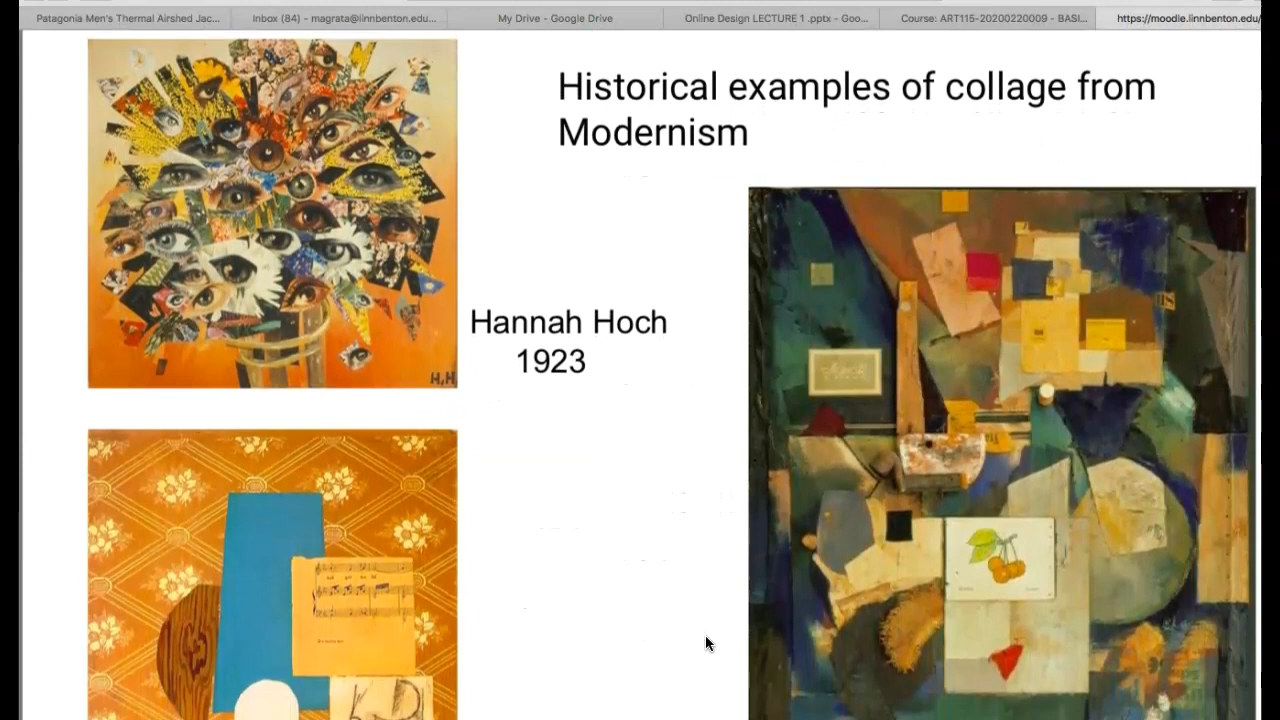 Patagonia Men's Thermal Airshed Jac...
Inbox (84) - magrata@linnbenton.edu...
My Drive - Google Drive
Online Design LECTURE 1 .pptx - Goo...
Course: ART115-20200220009 - BASI...
https://moodle.linnbenton.edu/
Historical examples of collage from
Modernism
Hannah Hoch
1923
H.H